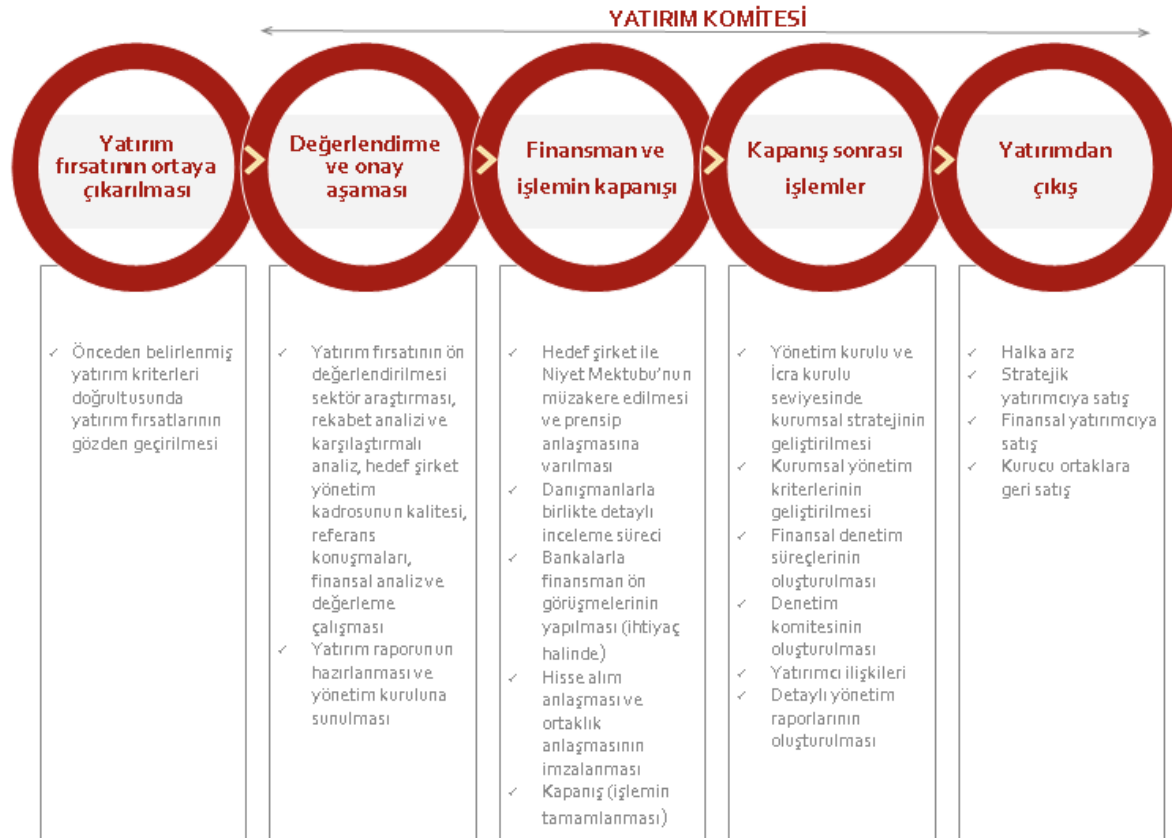 YATIRIM KOMİTESİ
Yatırım
fırsatının ortaya
çıkarılması
Değerlendirme
ve onay
aşaması
Finansman ve
işlemin kapanışı
Kapanış sonrası
işlemler
Yatırımdan
çıkış
✓ Önceden belirlenmiş
yatırım kriterleri
doğrultusunda
yatırım fırsatlarının
gözden geçirilmesi
✓ Yatırım fırsatının ön
değerlendirilmesi
sektör araştırması,
rekabet analizi ve
karşılaştırmalı
analiz, hedef şirket
yönetim
kadrosunun kalitesi,
referans
konuşmaları,
finansal analiz ve
değerleme
çalışması
✓ Yatırım raporunun
hazırlanması ve
yönetim kuruluna
sunulması
✓ Hedef şirket ile
Niyet Mektubu'nun
müzakere edilmesi
ve prensip
anlaşmasına
varılması
✓ Danışmanlarla
birlikte detaylı
inceleme süreci
✓ Bankalarla
finansman ön
görüşmelerinin
yapılması (ihtiyaç
halinde)
✓ Hisse alım
anlaşması ve
ortaklık
anlaşmasının
imzalanması
✓ Kapanış (işlemin
tamamlanması)
✓ Yönetim kurulu ve
İcra kurulu
seviyesinde
kurumsal stratejinin
geliştirilmesi
✓ Kurumsal yönetim
kriterlerinin
geliştirilmesi
✓ Finansal denetim
süreçlerinin
oluşturulması
✓ Denetim
komitesinin
oluşturulması
✓ Yatırımcı ilişkileri
✓ Detaylı yönetim
raporlarının
oluşturulması
✓ Halka arz
✓ Stratejik
yatırımcıya satış
✓ Finansal yatırımcıya
satış
✓ Kurucu ortaklara
geri satış